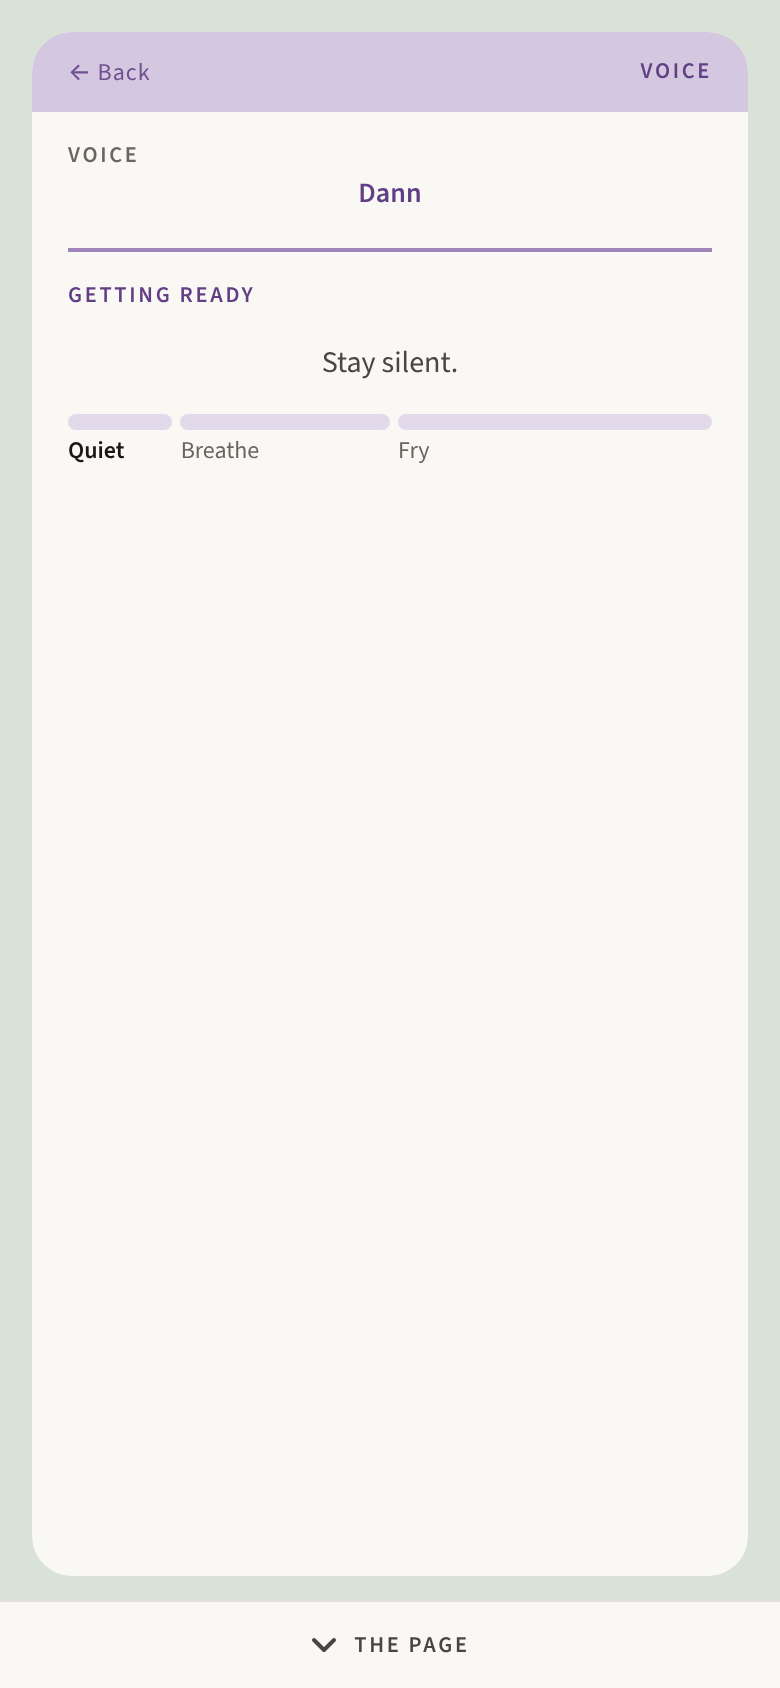 ← Back
VOICE
VOICE
Dann
GETTING READY
Stay silent.
Quiet Breathe Fry
THE PAGE